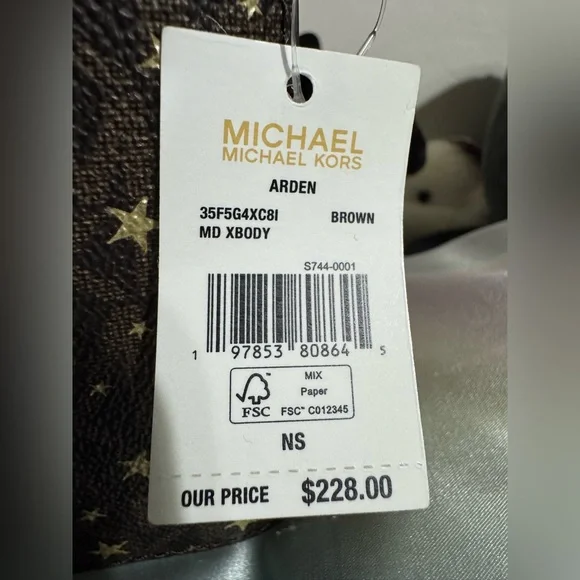 MICHAEL
MICHAEL KORS
ARDEN
35F5G4XC8I BROWN
MD XBODY
S744-0001
1 97853 80864 5
MIX
Paper
FSC™ C012345
FSC
NS
OUR PRICE $228.00